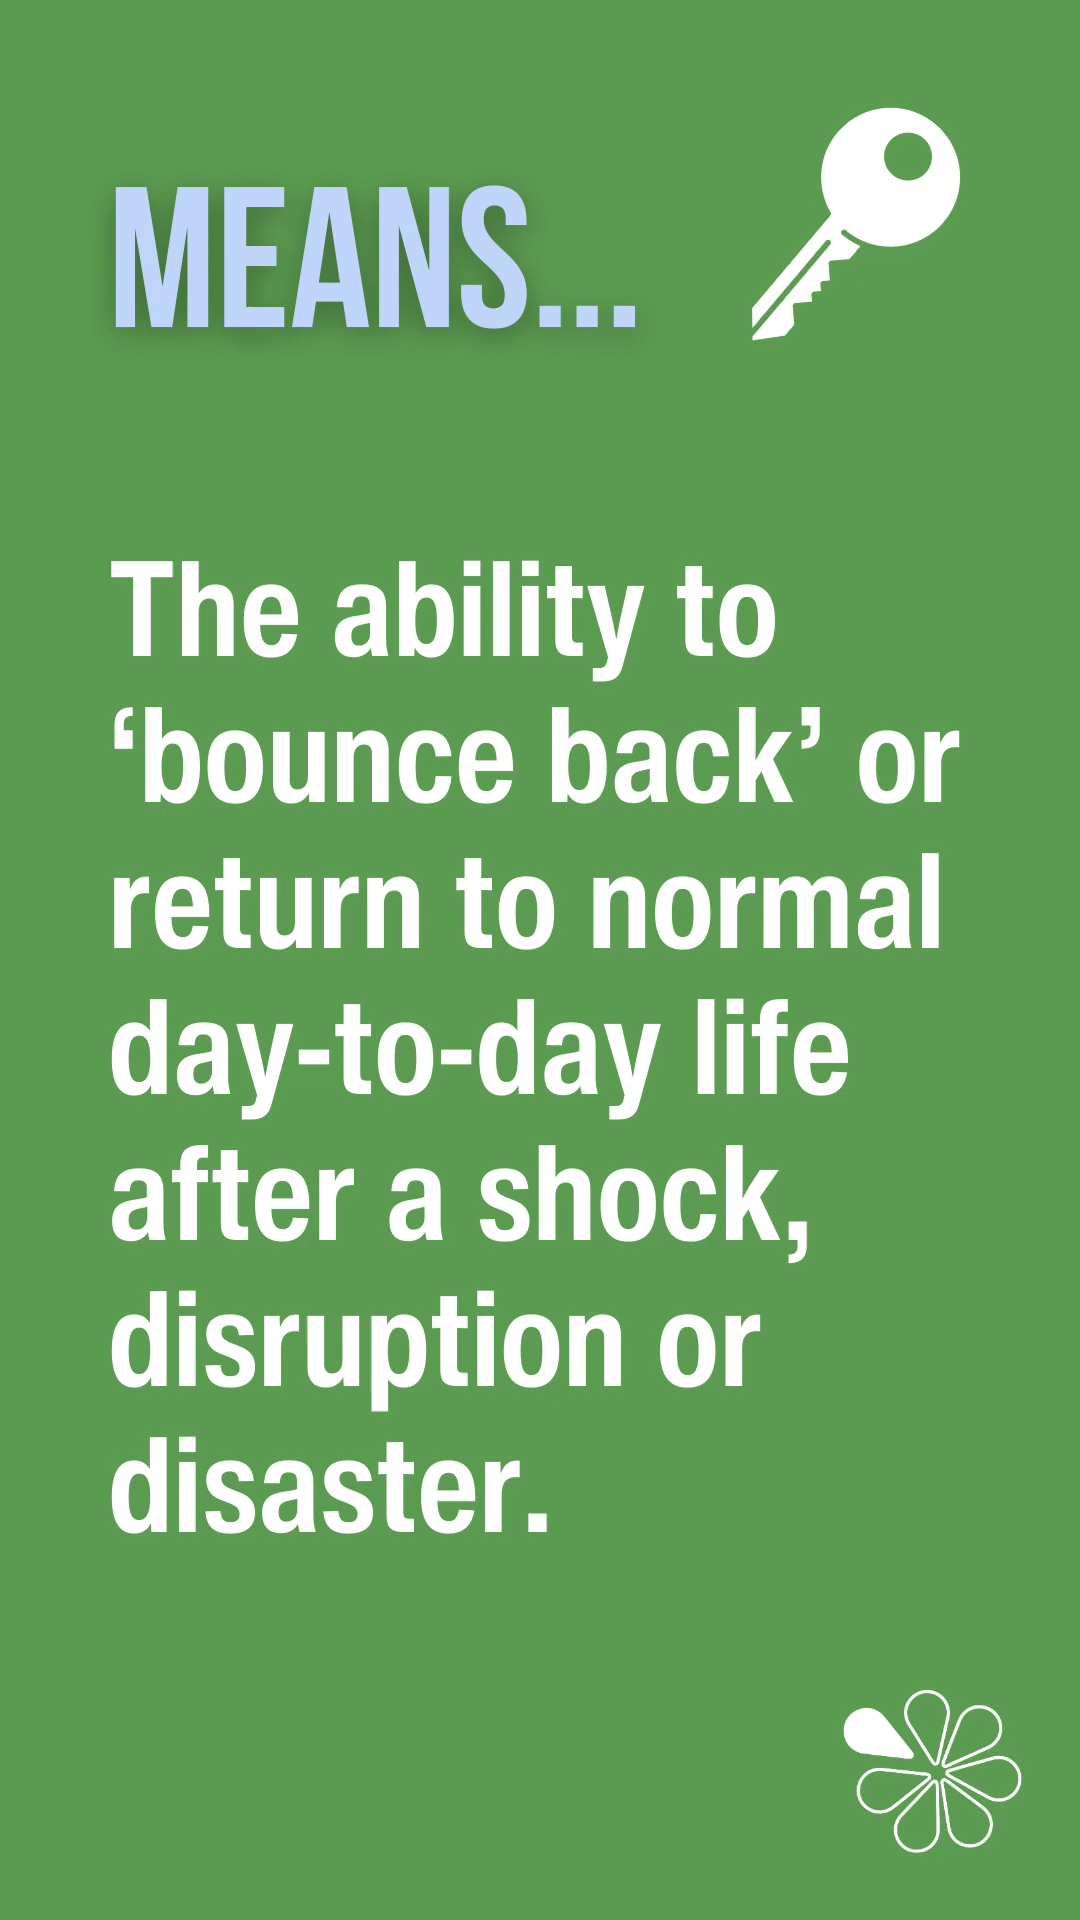 MEANS...
The ability to
‘bounce back’ or
return to normal
day-to-day life
after a shock,
disruption or
disaster.